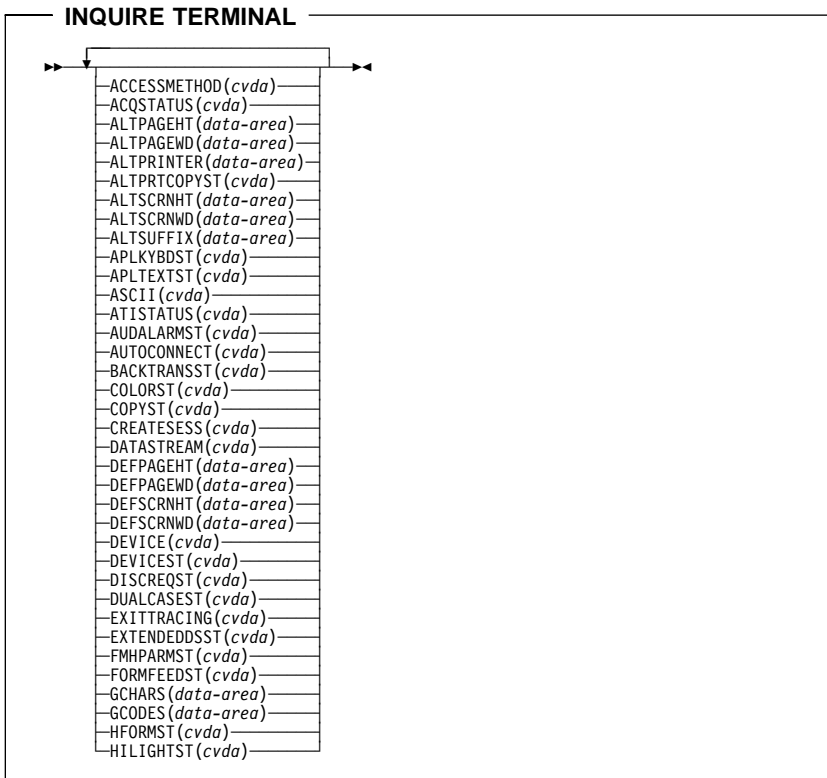 INQUIRE TERMINAL
ACCESSMETHOD(cvda)
ACQSTATUS(cvda)
ALTPAGEHT(data-area)
ALTPAGEWD(data-area)
ALTPRINTER(data-area)
ALTPRTCOPYST(cvda)
ALTSCRNHT(data-area)
ALTSCRNWD(data-area)
ALTSUFFIX(data-area)
APLKYBDST(cvda)
APLTEXTST(cvda)
ASCII(cvda)
ATISTATUS(cvda)
AUDALARMST(cvda)
AUTOCONNECT(cvda)
BACKTRANSST(cvda)
COLORST(cvda)
COPYST(cvda)
CREATESESS(cvda)
DATASTREAM(cvda)
DEFPAGEHT(data-area)
DEFPAGEWD(data-area)
DEFSCRNHT(data-area)
DEFSCRNWD(data-area)
DEVICE(cvda)
DEVICEST(cvda)
DISCREQST(cvda)
DUALCASEST(cvda)
EXITTRACING(cvda)
EXTENDEDDSST(cvda)
FMHPARMST(cvda)
FORMFEEDST(cvda)
GCHARS(data-area)
GCODES(data-area)
HFORMST(cvda)
HILIGHTST(cvda)